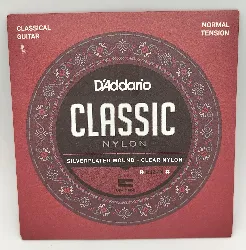 CLASSICAL
GUITAR
NORMAL
TENSION
D'Addario
CLASSIC
NYLON
SILVERPLATED WOUND • CLEAR NYLON